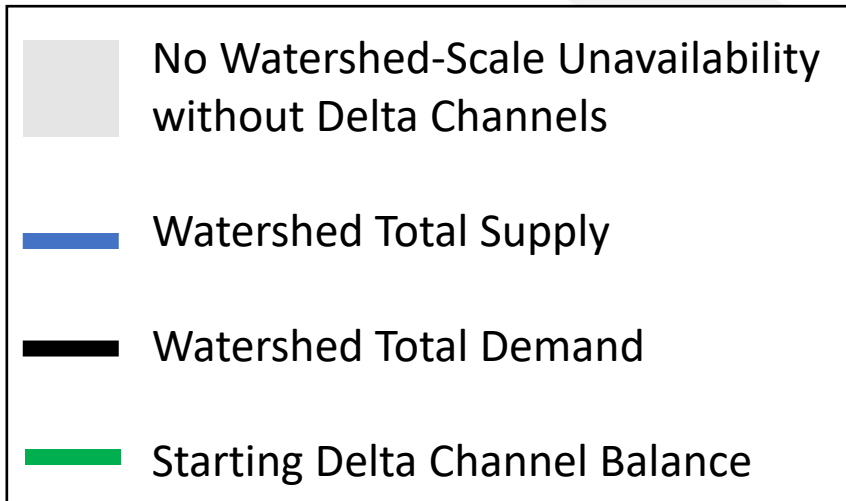 No Watershed-Scale Unavailability
without Delta Channels
Watershed Total Supply
Watershed Total Demand
Starting Delta Channel Balance